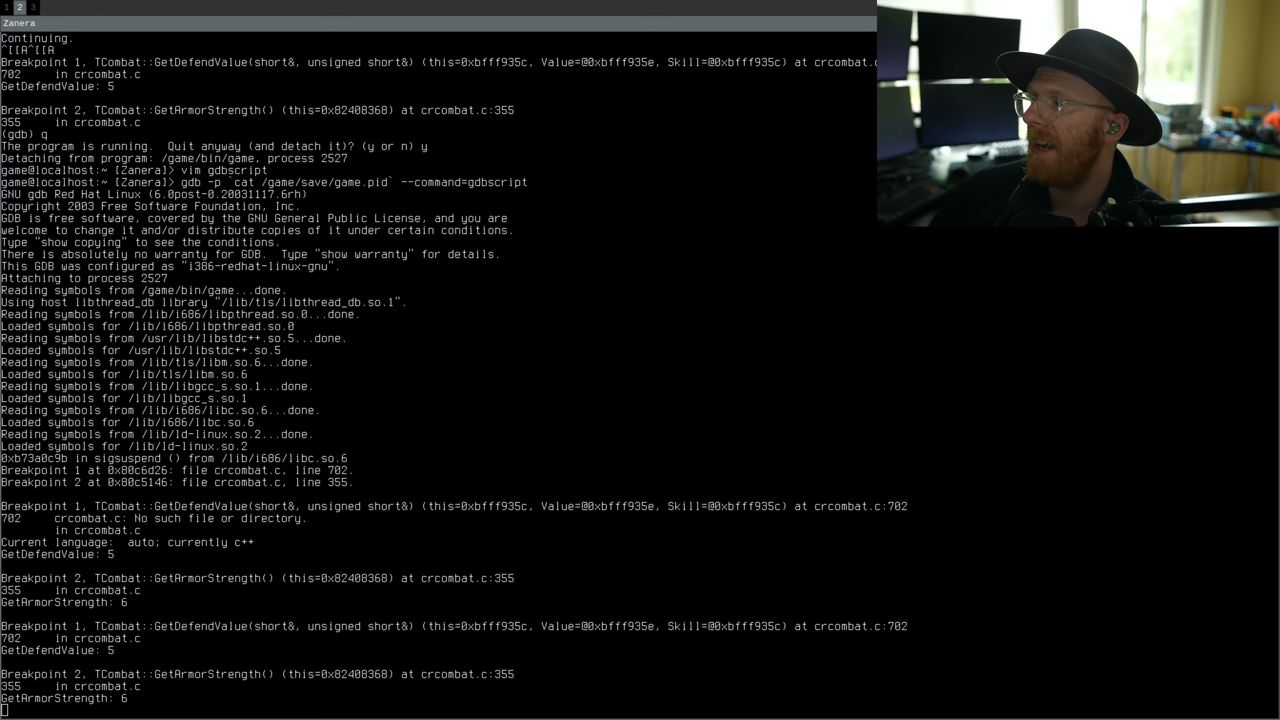 1 2 3
Zanera
Continuing.
^[[A^[[A
Breakpoint 1, TCombat::GetDefendValue(short&, unsigned short&) (this=0xbfff935c, Value=@0xbfff935e, Skill=@0xbfff935c) at crcombat.c
702     in crcombat.c
GetDefendValue: 5
Breakpoint 2, TCombat::GetArmorStrength() (this=0x82408368) at crcombat.c:355
355     in crcombat.c
(gdb) q
The program is running.  Quit anyway (and detach it)? (y or n) y
Detaching from program: /game/bin/game, process 2527
game@localhost:~ [Zanera]> vim gdbscript
game@localhost:~ [Zanera]> gdb -p `cat /game/save/game.pid` --command=gdbscript
GNU gdb Red Hat Linux (6.0post-0.20031117.6rh)
Copyright 2003 Free Software Foundation, Inc.
GDB is free software, covered by the GNU General Public License, and you are
welcome to change it and/or distribute copies of it under certain conditions.
Type "show copying" to see the conditions.
There is absolutely no warranty for GDB.  Type "show warranty" for details.
This GDB was configured as "i386-redhat-linux-gnu".
Attaching to process 2527
Reading symbols from /game/bin/game...done.
Using host libthread_db library "/lib/tls/libthread_db.so.1".
Reading symbols from /lib/i686/libpthread.so.0...done.
Loaded symbols for /lib/i686/libpthread.so.0
Reading symbols from /usr/lib/libstdc++.so.5...done.
Loaded symbols for /usr/lib/libstdc++.so.5
Reading symbols from /lib/tls/libm.so.6...done.
Loaded symbols for /lib/tls/libm.so.6
Reading symbols from /lib/libgcc_s.so.1...done.
Loaded symbols for /lib/libgcc_s.so.1
Reading symbols from /lib/i686/libc.so.6...done.
Loaded symbols for /lib/i686/libc.so.6
Reading symbols from /lib/ld-linux.so.2...done.
Loaded symbols for /lib/ld-linux.so.2
0xb73a0c9b in sigsuspend () from /lib/i686/libc.so.6
Breakpoint 1 at 0x80c6d26: file crcombat.c, line 702.
Breakpoint 2 at 0x80c5146: file crcombat.c, line 355.
Breakpoint 1, TCombat::GetDefendValue(short&, unsigned short&) (this=0xbfff935c, Value=@0xbfff935e, Skill=@0xbfff935c) at crcombat.c:702
702     crcombat.c: No such file or directory.
        in crcombat.c
Current language:  auto; currently c++
GetDefendValue: 5
Breakpoint 2, TCombat::GetArmorStrength() (this=0x82408368) at crcombat.c:355
355     in crcombat.c
GetArmorStrength: 6
Breakpoint 1, TCombat::GetDefendValue(short&, unsigned short&) (this=0xbfff935c, Value=@0xbfff935e, Skill=@0xbfff935c) at crcombat.c:702
702     in crcombat.c
GetDefendValue: 5
Breakpoint 2, TCombat::GetArmorStrength() (this=0x82408368) at crcombat.c:355
355     in crcombat.c
GetArmorStrength: 6